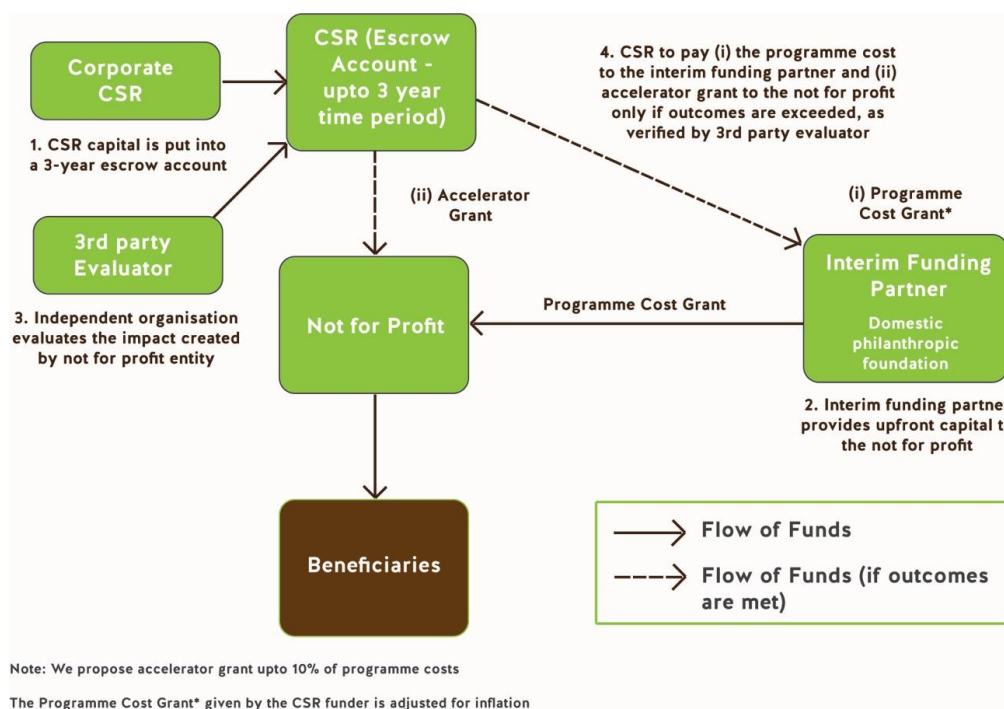 Corporate
CSR
CSR (Escrow
Account -
upto 3 year
time period)
4. CSR to pay (i) the programme cost
to the interim funding partner and (ii)
accelerator grant to the not for profit
only if outcomes are exceeded, as
verified by 3rd party evaluator
1. CSR capital is put into
a 3-year escrow account
(ii) Accelerator
Grant
(i) Programme
Cost Grant*
3rd party
Evaluator
3. Independent organisation
evaluates the impact created
by not for profit entity
Not for Profit
Programme Cost Grant
Interim Funding
Partner
Domestic
philanthropic
foundation
2. Interim funding partne
provides upfront capital t
the not for profit
Beneficiaries
Flow of Funds
Flow of Funds (if outcomes
are met)
Note: We propose accelerator grant upto 10% of programme costs
The Programme Cost Grant* given by the CSR funder is adjusted for inflation